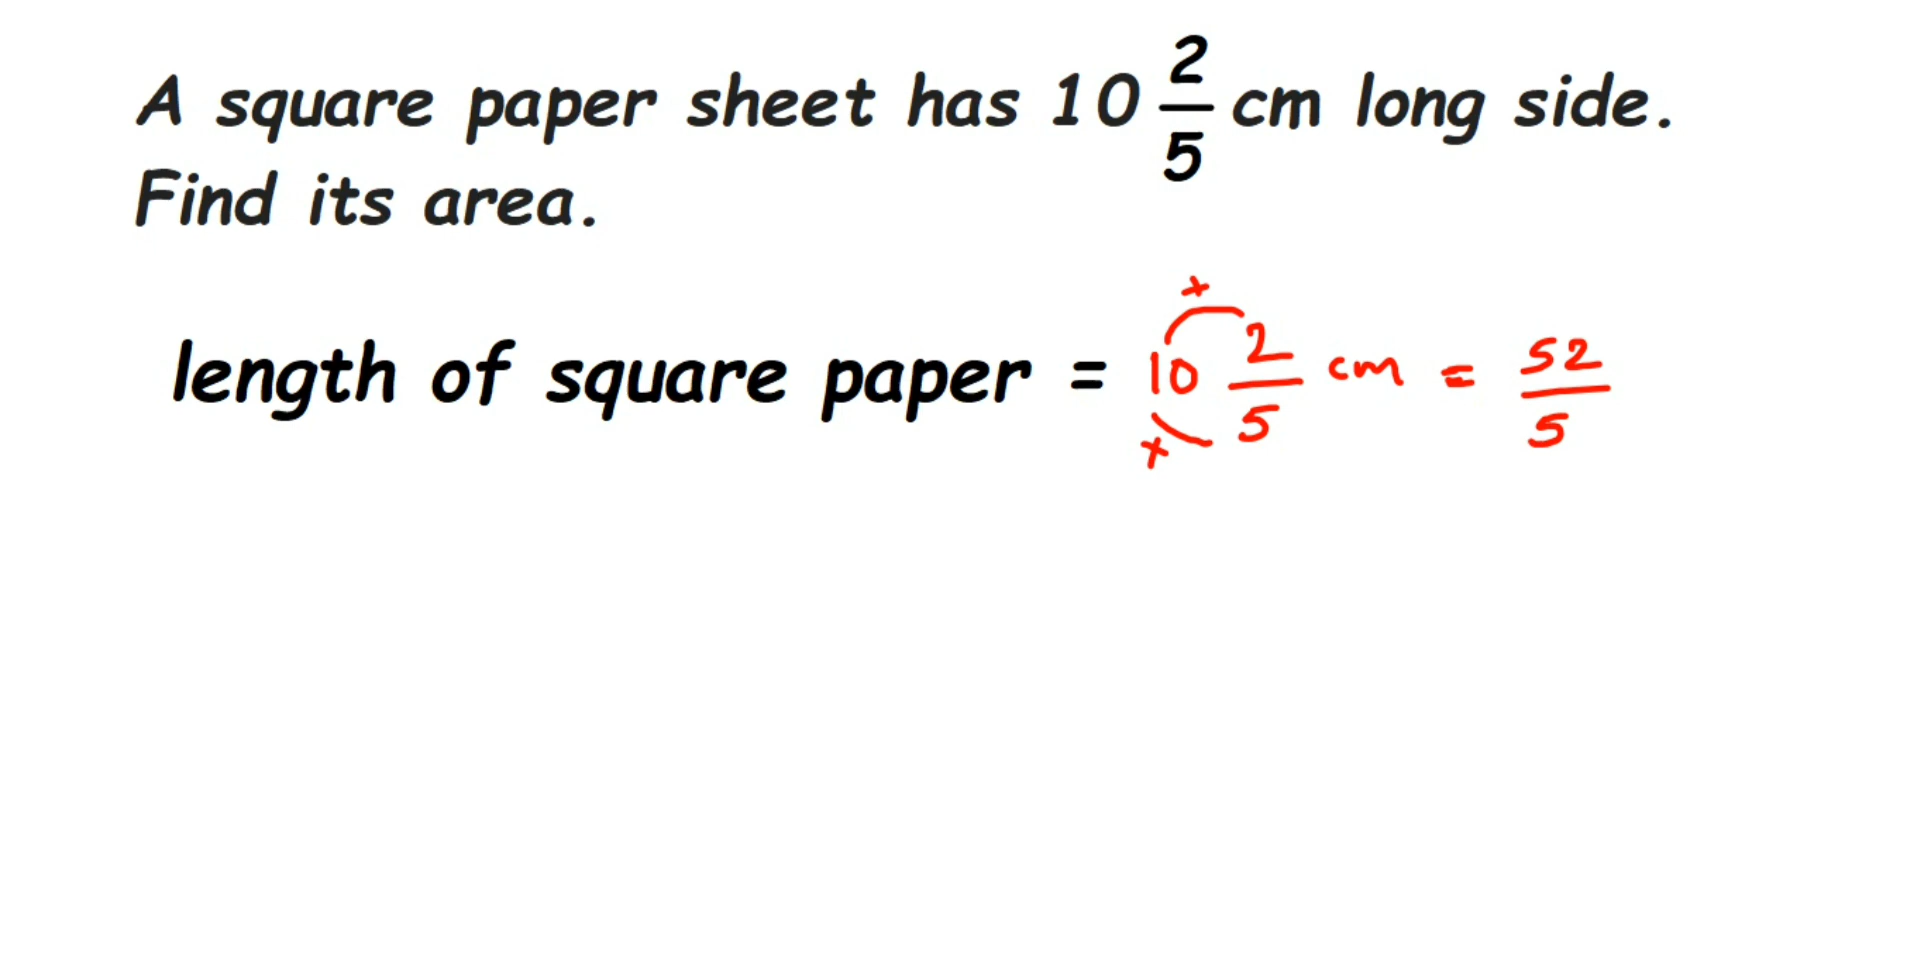 A square paper sheet has 10 2/5 cm long side.
Find its area.
length of square paper = 10 2/5 cm = 52/5
+
×